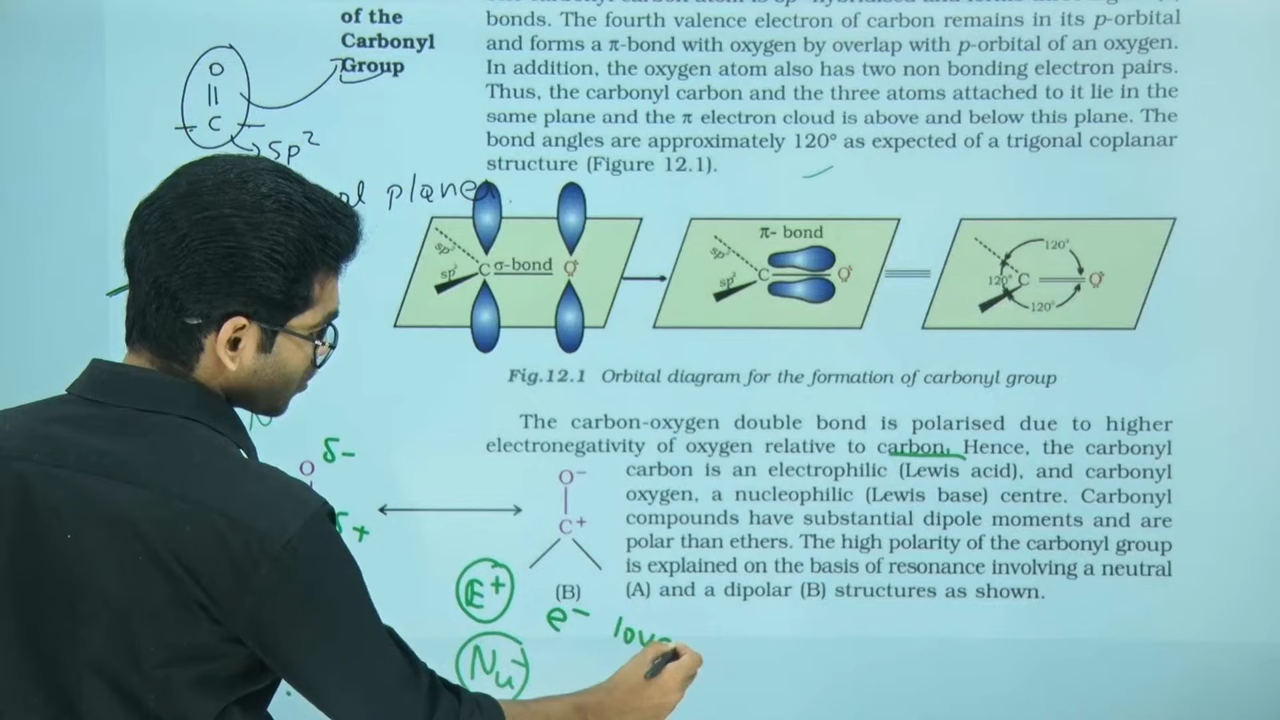 of the
Carbonyl
Group
bonds. The fourth valence electron of carbon remains in its p-orbital
and forms a π-bond with oxygen by overlap with p-orbital of an oxygen.
In addition, the oxygen atom also has two non bonding electron pairs.
Thus, the carbonyl carbon and the three atoms attached to it lie in the
same plane and the π electron cloud is above and below this plane. The
bond angles are approximately 120° as expected of a trigonal coplanar
structure (Figure 12.1).
O
C
sp²
plane
sp²
sp²
C σ-bond O
π- bond
sp²
sp²
C O
120°
120° C O
120°
Fig.12.1 Orbital diagram for the formation of carbonyl group
The carbon-oxygen double bond is polarised due to higher
electronegativity of oxygen relative to carbon. Hence, the carbonyl
carbon is an electrophilic (Lewis acid), and carbonyl
oxygen, a nucleophilic (Lewis base) centre. Carbonyl
compounds have substantial dipole moments and are
polar than ethers. The high polarity of the carbonyl group
is explained on the basis of resonance involving a neutral
(A) and a dipolar (B) structures as shown.
O δ-
δ+
O⁻
C⁺
(B)
E⁺
e⁻
Nu⁻